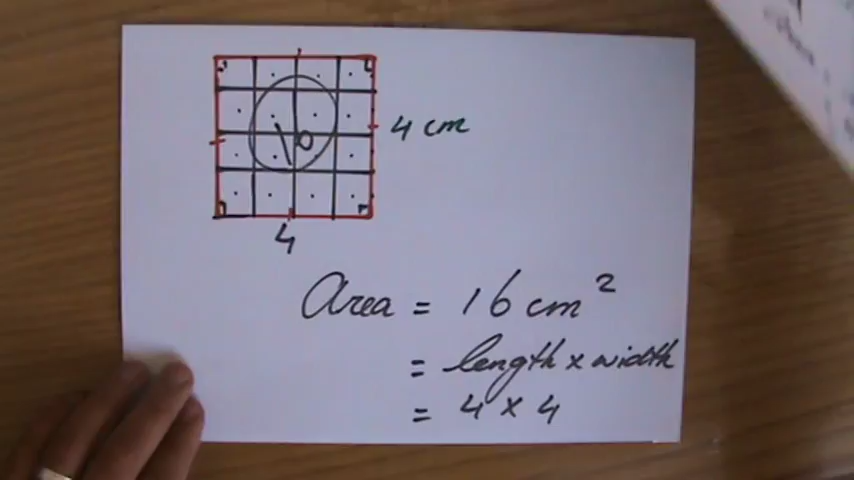 16
4 cm
4
Area = 16 cm²
= length x width
= 4 x 4